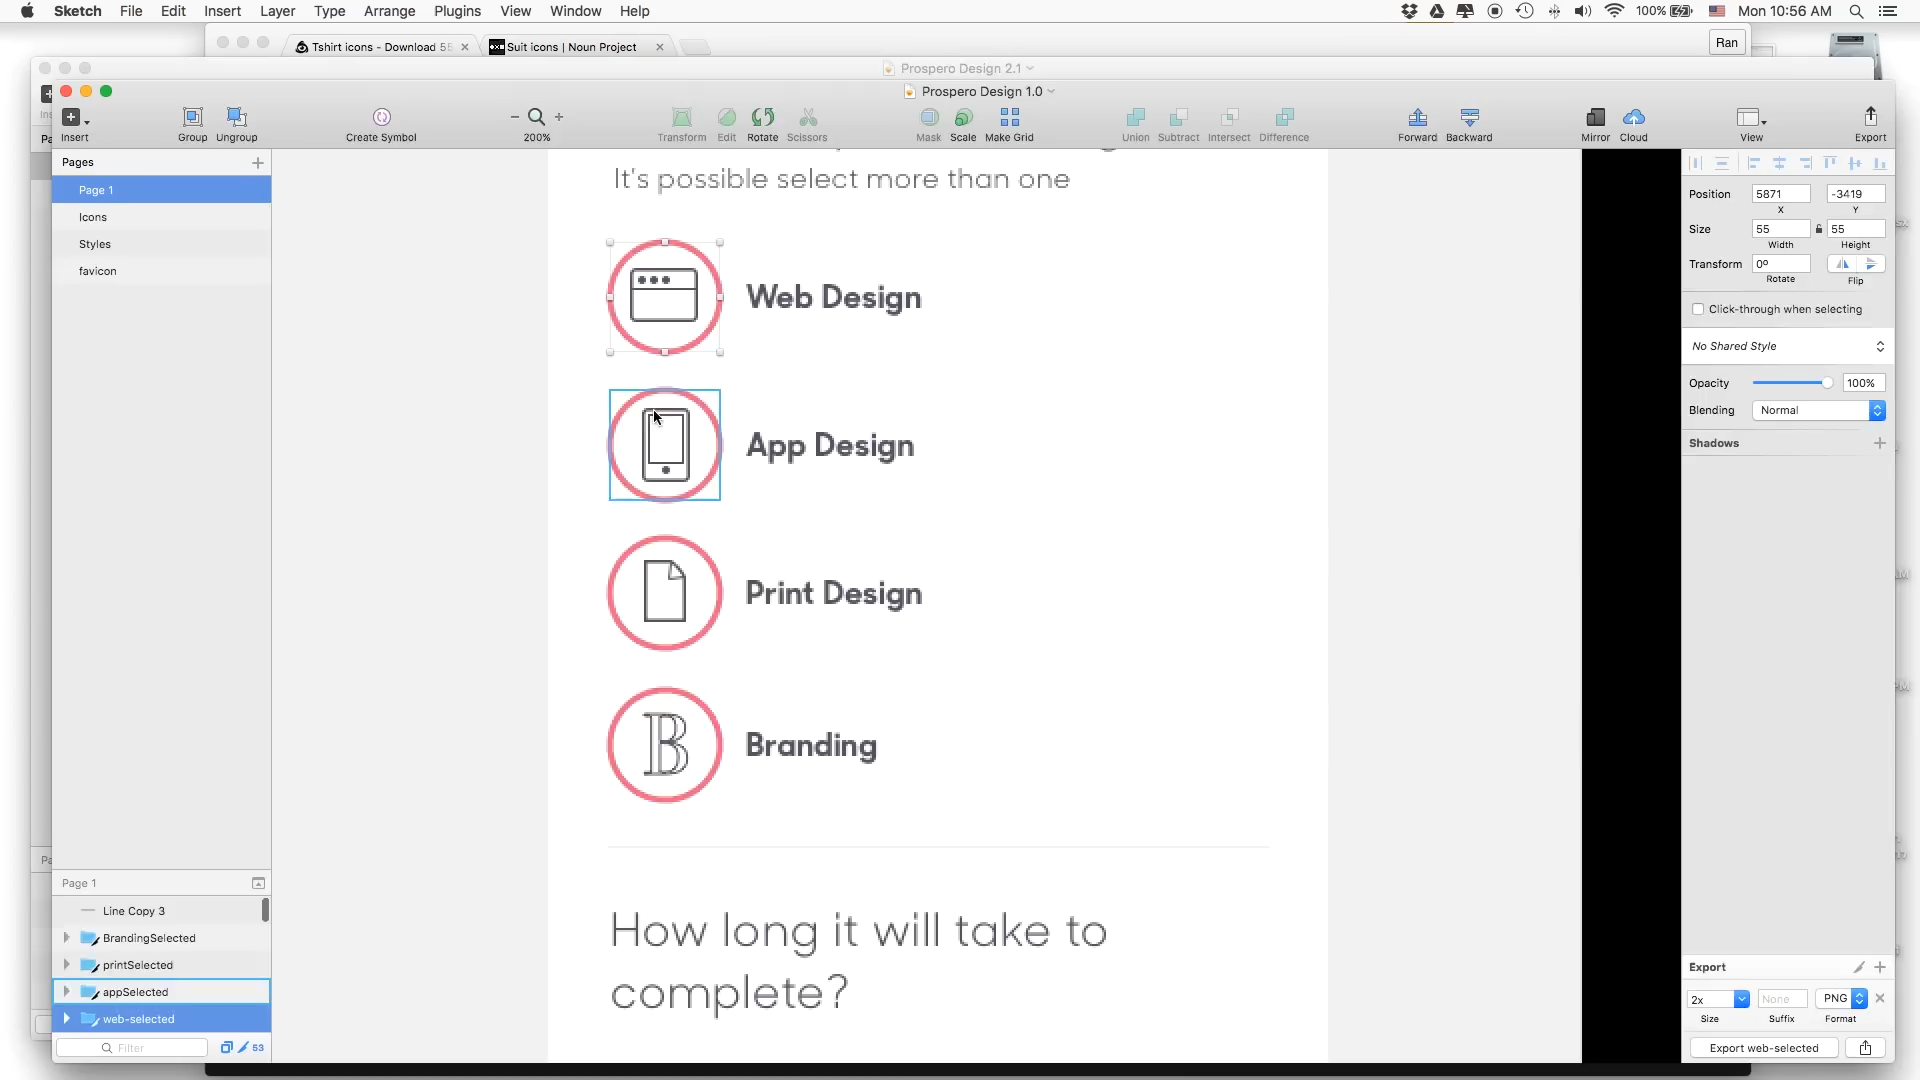 Sketch File Edit Insert Layer Type Arrange Plugins View Window Help 100% Mon 10:56 AM
Tshirt icons - Download 55 Suit icons | Noun Project Ran
Prospero Design 2.1
Prospero Design 1.0
Insert Group Ungroup Create Symbol 200% Transform Edit Rotate Scissors Mask Scale Make Grid Union Subtract Intersect Difference Forward Backward Mirror Cloud View Export
Pages
Page 1
Icons
Styles
favicon
It's possible select more than one
Web Design
App Design
Print Design
B Branding
How long it will take to
complete?
Page 1
Line Copy 3
BrandingSelected
printSelected
appSelected
web-selected
Filter 53
Position 5871 -3419
X Y
Size 55 55
Width Height
Transform 0º
Rotate Flip
Click-through when selecting
No Shared Style
Opacity 100%
Blending Normal
Shadows
Export
2x None PNG
Size Suffix Format
Export web-selected